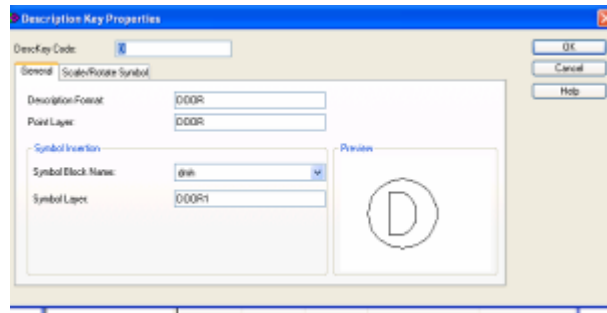 Description Key Properties
DescKey Code:
OK
General Scale/Rotate Symbol
Cancel
Help
Description Format: DOOR
Point Layer: DOOR
Symbol Insertion
Preview
Symbol Block Name:
Symbol Layer: DOOR1
D